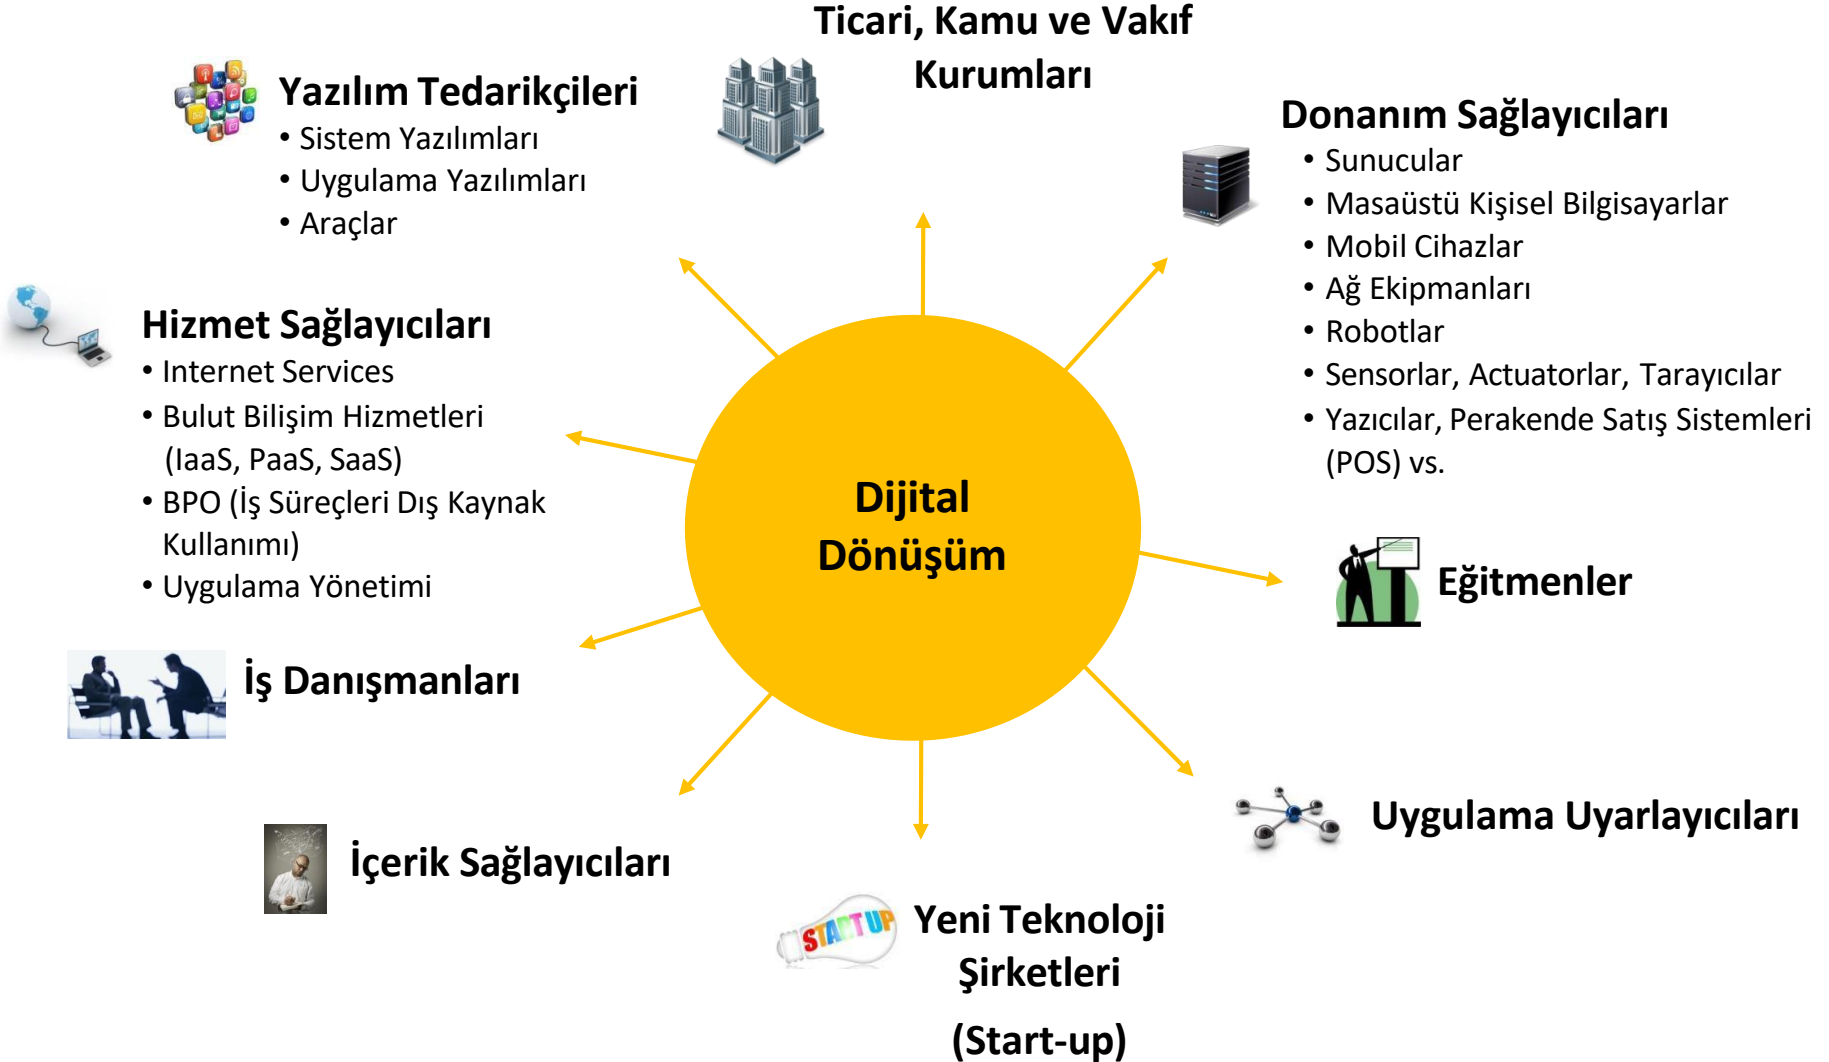 Ticari, Kamu ve Vakıf
Kurumları
Yazılım Tedarikçileri
• Sistem Yazılımları
• Uygulama Yazılımları
• Araçlar
Donanım Sağlayıcıları
• Sunucular
• Masaüstü Kişisel Bilgisayarlar
• Mobil Cihazlar
• Ağ Ekipmanları
• Robotlar
• Sensorlar, Actuatorlar, Tarayıcılar
• Yazıcılar, Perakende Satış Sistemleri
(POS) vs.
Hizmet Sağlayıcıları
• Internet Services
• Bulut Bilişim Hizmetleri
(IaaS, PaaS, SaaS)
• BPO (İş Süreçleri Dış Kaynak
Kullanımı)
• Uygulama Yönetimi
Dijital
Dönüşüm
Eğitmenler
İş Danışmanları
Uygulama Uyarlayıcıları
İçerik Sağlayıcıları
START UP
Yeni Teknoloji
Şirketleri
(Start-up)